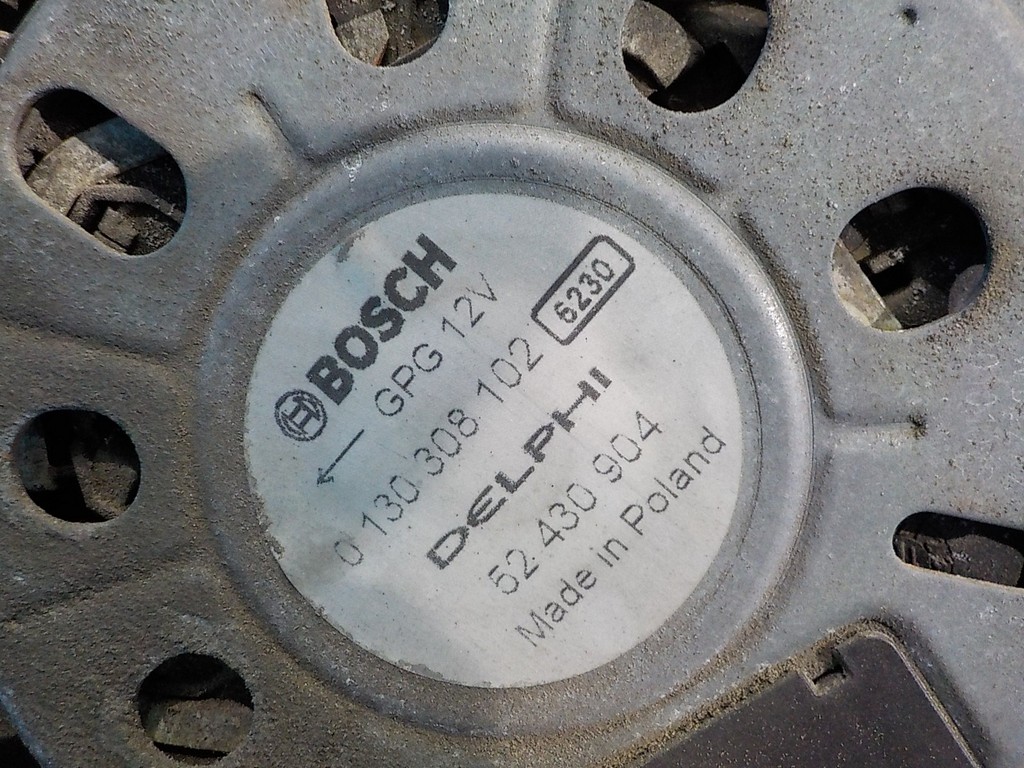 BOSCH
GPG 12V
0 130 308 102 6230
DELPHI
52 430 904
Made in Poland